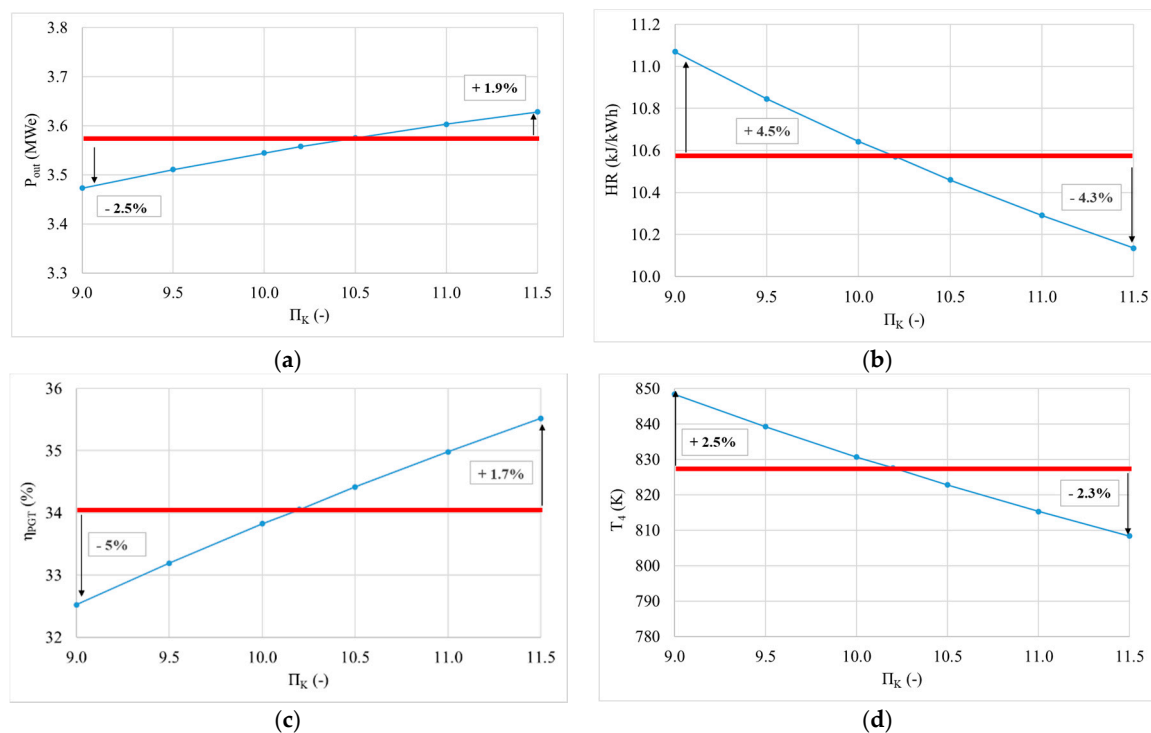 3.8
3.7
3.6
3.5
3.4
3.3
P_out (MWe)
+ 1.9%
- 2.5%
9.0 9.5 10.0 10.5 11.0 11.5
Π_K (-)
(a)
11.2
11.0
10.8
10.6
10.4
10.2
10.0
HR (kJ/kWh)
+ 4.5%
- 4.3%
9.0 9.5 10.0 10.5 11.0 11.5
Π_K (-)
(b)
36
35
34
33
32
η_PGT (%)
+ 1.7%
- 5%
9.0 9.5 10.0 10.5 11.0 11.5
Π_K (-)
(c)
850
840
830
820
810
800
790
780
T_4 (K)
+ 2.5%
- 2.3%
9.0 9.5 10.0 10.5 11.0 11.5
Π_K (-)
(d)